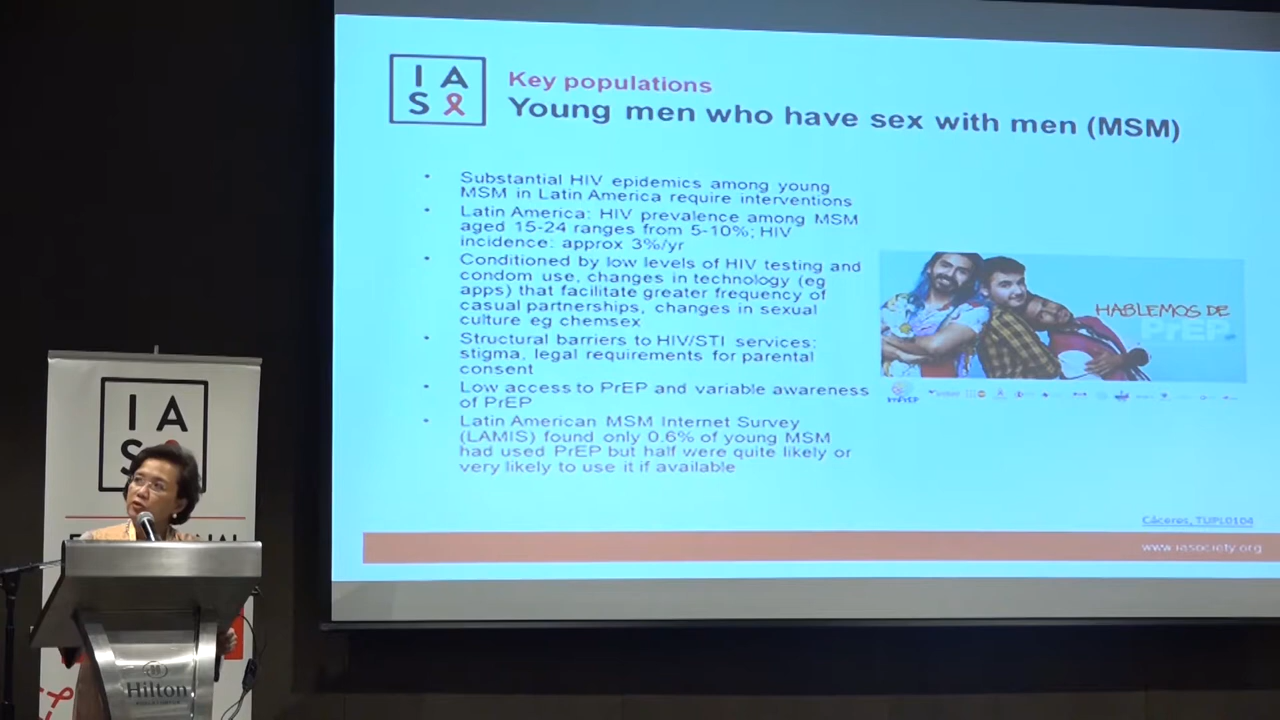 I A
S
Key populations
Young men who have sex with men (MSM)
• Substantial HIV epidemics among young
MSM in Latin America require interventions
• Latin America: HIV prevalence among MSM
aged 15-24 ranges from 5-10%; HIV
incidence: approx 3%/yr
• Conditioned by low levels of HIV testing and
condom use, changes in technology (eg
apps) that facilitate greater frequency of
casual partnerships, changes in sexual
culture eg chemsex
• Structural barriers to HIV/STI services:
stigma, legal requirements for parental
consent
• Low access to PrEP and variable awareness
of PrEP
• Latin American MSM Internet Survey
(LAMIS) found only 0.6% of young MSM
had used PrEP but half were quite likely or
very likely to use it if available
HABLEMOS DE
PrEP
Cáceres, TUPL0104
www.iasociety.org
I A
S
Hilton